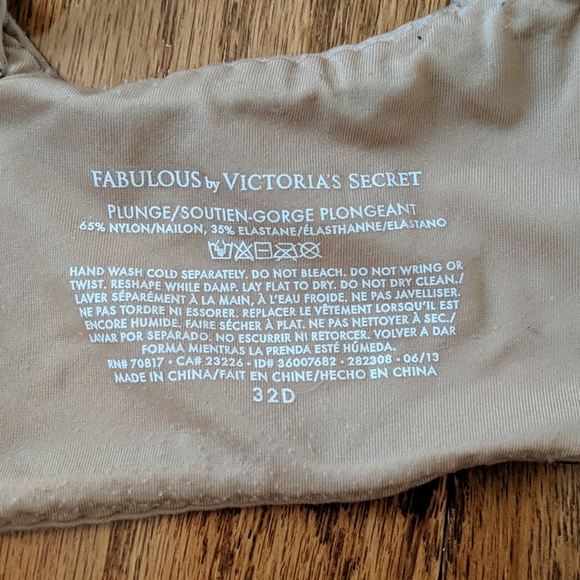 FABULOUS by VICTORIA'S SECRET
PLUNGE/SOUTIEN-GORGE PLONGEANT
65% NYLON/NAILON, 35% ELASTANE/ÉLASTHANNE/ELASTANO
HAND WASH COLD SEPARATELY. DO NOT BLEACH. DO NOT WRING OR
TWIST. RESHAPE WHILE DAMP. LAY FLAT TO DRY. DO NOT DRY CLEAN./
LAVER SÉPARÉMENT À LA MAIN, À L'EAU FROIDE. NE PAS JAVELLISER.
NE PAS TORDRE NI ESSORER. REPLACER LE VÊTEMENT LORSQU'IL EST
ENCORE HUMIDE. FAIRE SÉCHER À PLAT. NE PAS NETTOYER À SEC./
LAVAR POR SEPARADO. NO ESCURRIR NI RETORCER. VOLVER A DAR
FORMA MIENTRAS LA PRENDA ESTÉ HÚMEDA.
RN# 70817 • CA# 23226 • ID# 36007682 • 282308 • 06/13
MADE IN CHINA/FAIT EN CHINE/HECHO EN CHINA
32D